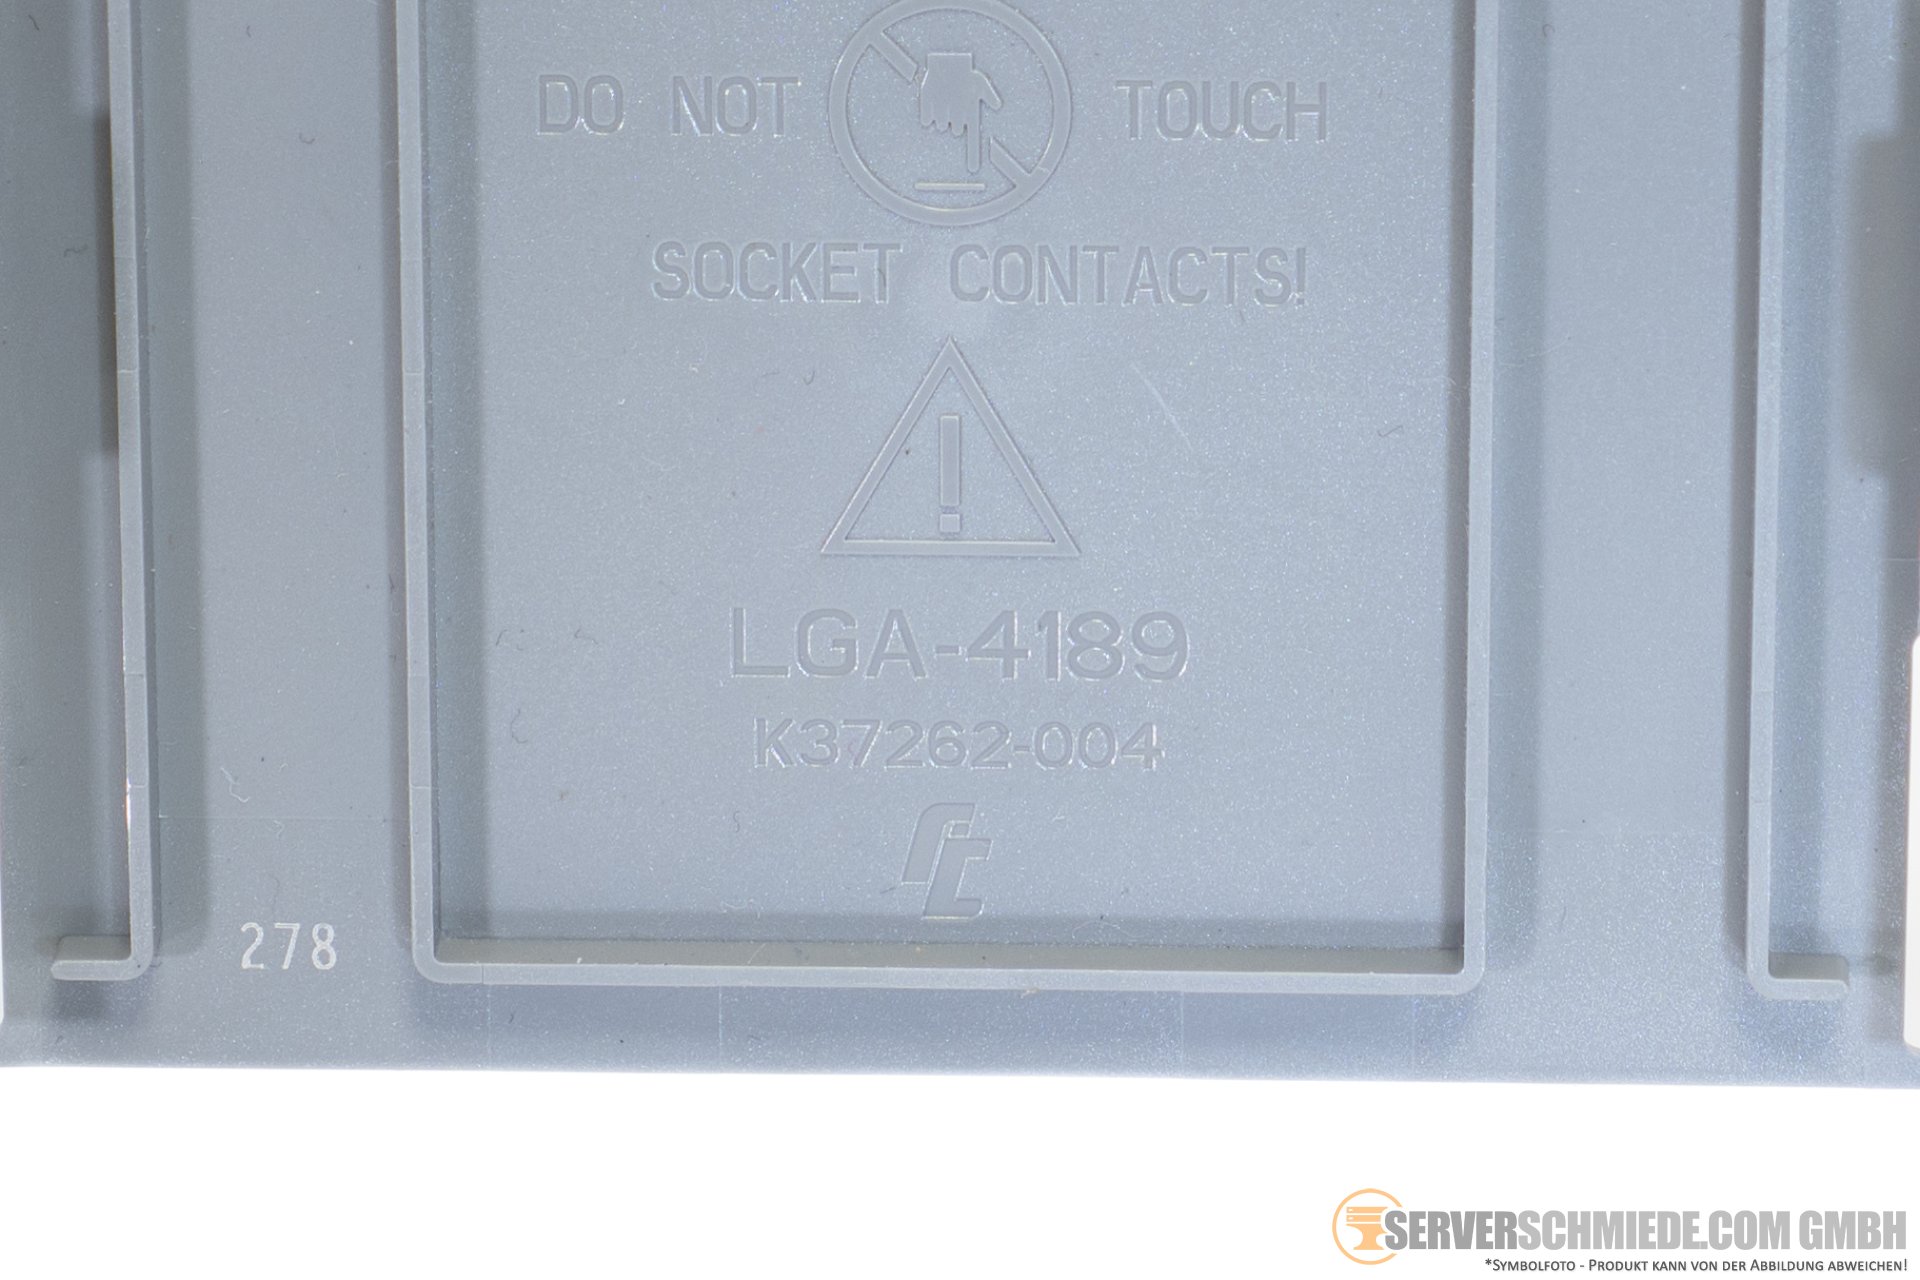 DO NOT TOUCH
SOCKET CONTACTS!
LGA-4189
K37262-004
278
SERVERSCHMIEDE.COM GMBH
*SYMBOLFOTO - PRODUKT KANN VON DER ABBILDUNG ABWEICHEN!